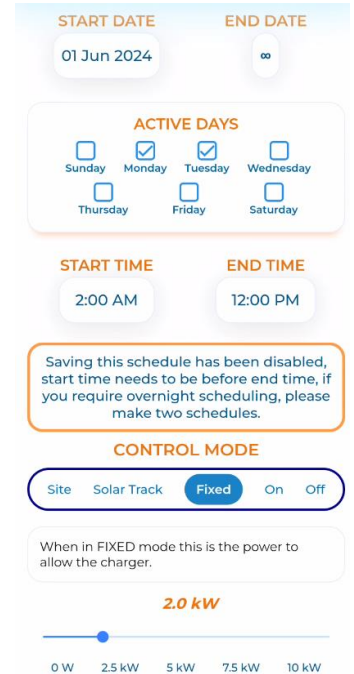 START DATE END DATE
01 Jun 2024 ∞
ACTIVE DAYS
Sunday Monday Tuesday Wednesday
Thursday Friday Saturday
START TIME END TIME
2:00 AM 12:00 PM
Saving this schedule has been disabled,
start time needs to be before end time, if
you require overnight scheduling, please
make two schedules.
CONTROL MODE
Site Solar Track Fixed On Off
When in FIXED mode this is the power to
allow the charger.
2.0 kW
0 W 2.5 kW 5 kW 7.5 kW 10 kW